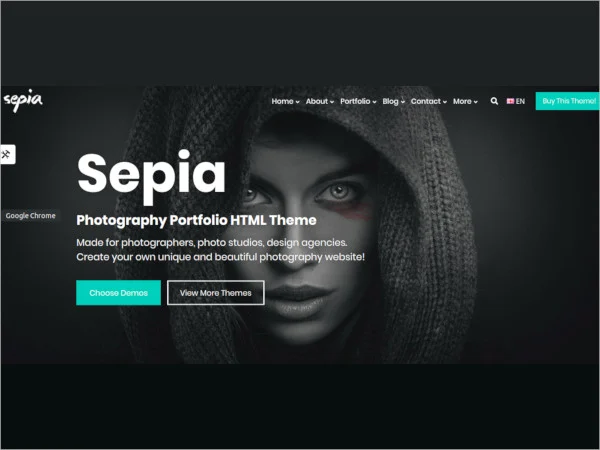 sepia
Home About Portfolio Blog Contact More EN Buy This Theme!
Sepia
Google Chrome
Photography Portfolio HTML Theme
Made for photographers, photo studios, design agencies.
Create your own unique and beautiful photography website!
Choose Demos View More Themes